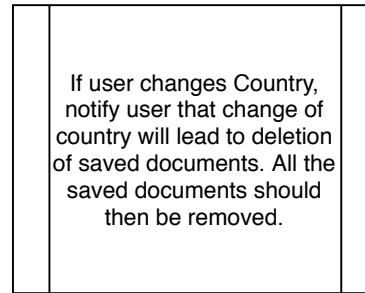 If user changes Country,
notify user that change of
country will lead to deletion
of saved documents. All the
saved documents should
then be removed.